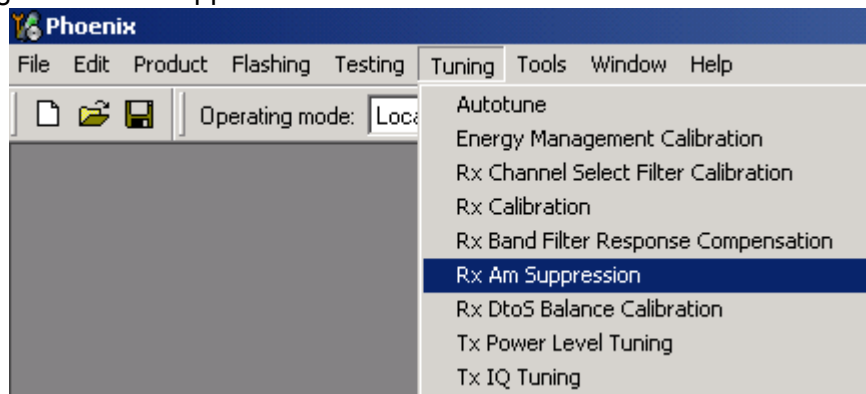 Phoenix
File Edit Product Flashing Testing Tuning Tools Window Help
Operating mode:
Autotune
Energy Management Calibration
Rx Channel Select Filter Calibration
Rx Calibration
Rx Band Filter Response Compensation
Rx Am Suppression
Rx DtoS Balance Calibration
Tx Power Level Tuning
Tx IQ Tuning